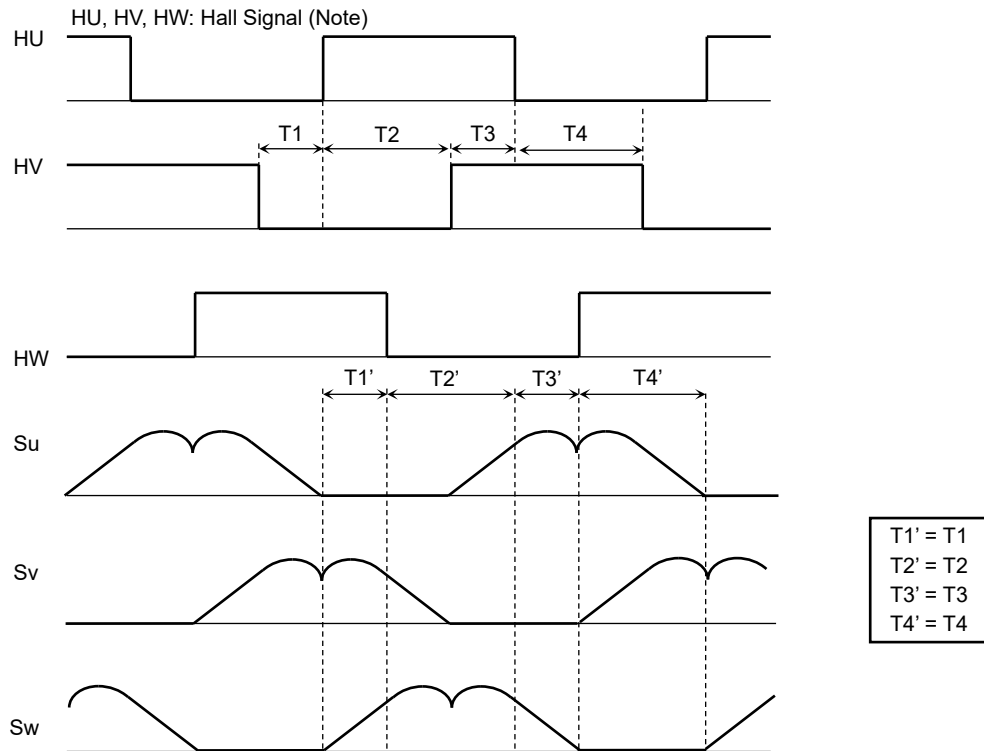 HU, HV, HW: Hall Signal (Note)
HU
T1
T2
T3
T4
HV
HW
T1’
T2’
T3’
T4’
Su
Sv
Sw
T1’ = T1
T2’ = T2
T3’ = T3
T4’ = T4